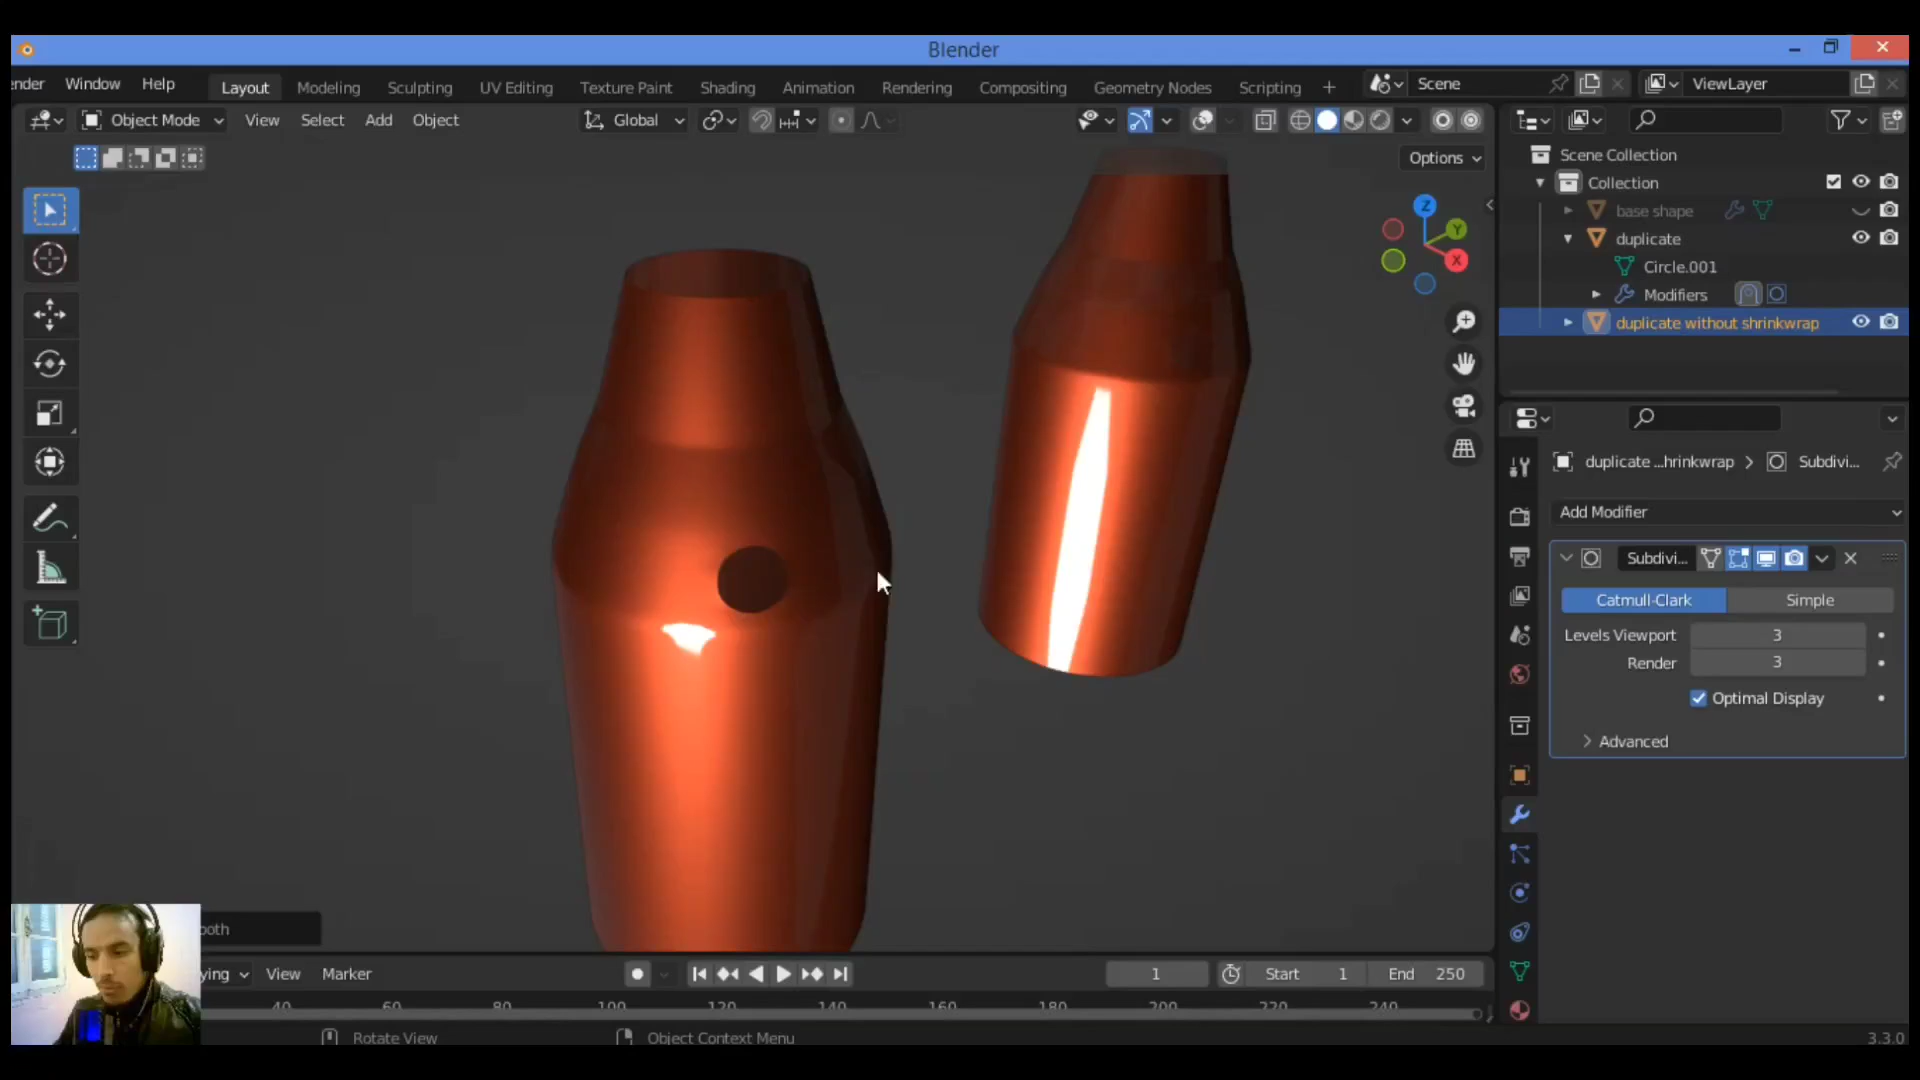 Blender
ender Window Help Layout Modeling Sculpting UV Editing Texture Paint Shading Animation Rendering Compositing Geometry Nodes Scripting + Scene ViewLayer
Object Mode View Select Add Object Global
Options
Z
Y
X
Scene Collection
Collection
base shape
duplicate
Circle.001
Modifiers
duplicate without shrinkwrap
duplicate ...hrinkwrap > Subdivi...
Add Modifier
Subdivi...
Catmull-Clark Simple
Levels Viewport 3
Render 3
Optimal Display
Advanced
ooth
ying View Marker 1 Start 1 End 250
40 60 80 100 120 140 160 180 200 220 240
Rotate View Object Context Menu 3.3.0